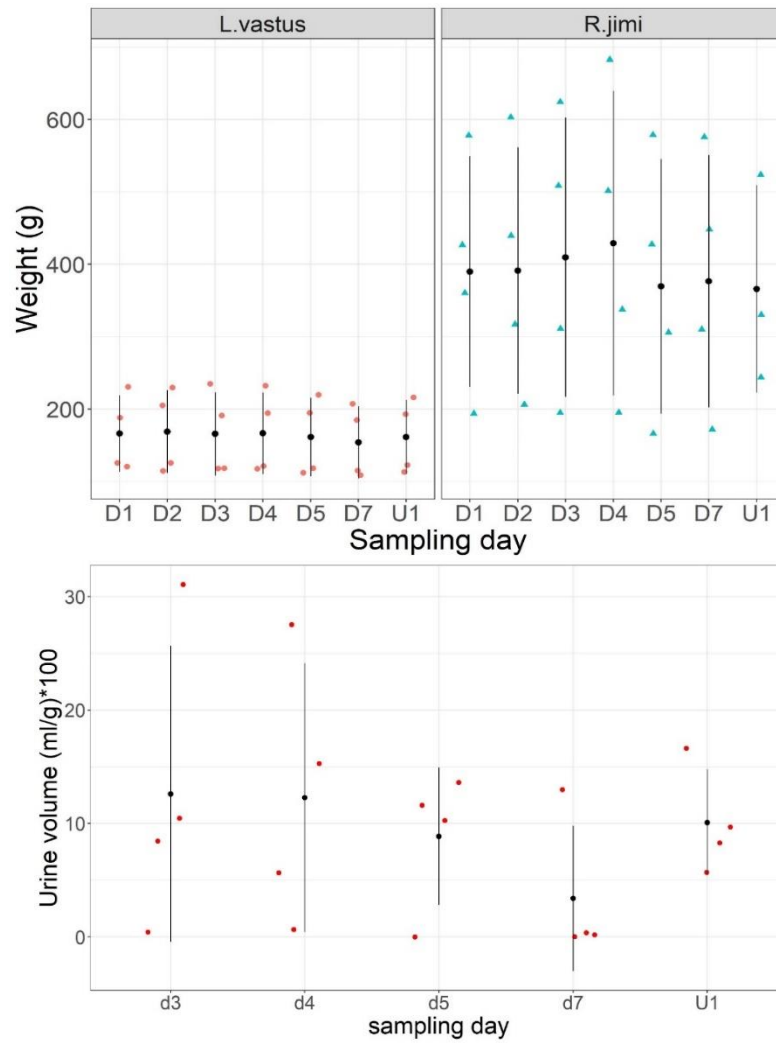 L.vastus R.jimi
Weight (g)
600
400
200
D1 D2 D3 D4 D5 D7 U1 D1 D2 D3 D4 D5 D7 U1
Sampling day
Urine volume (ml/g)*100
30
20
10
0
d3 d4 d5 d7 U1
sampling day